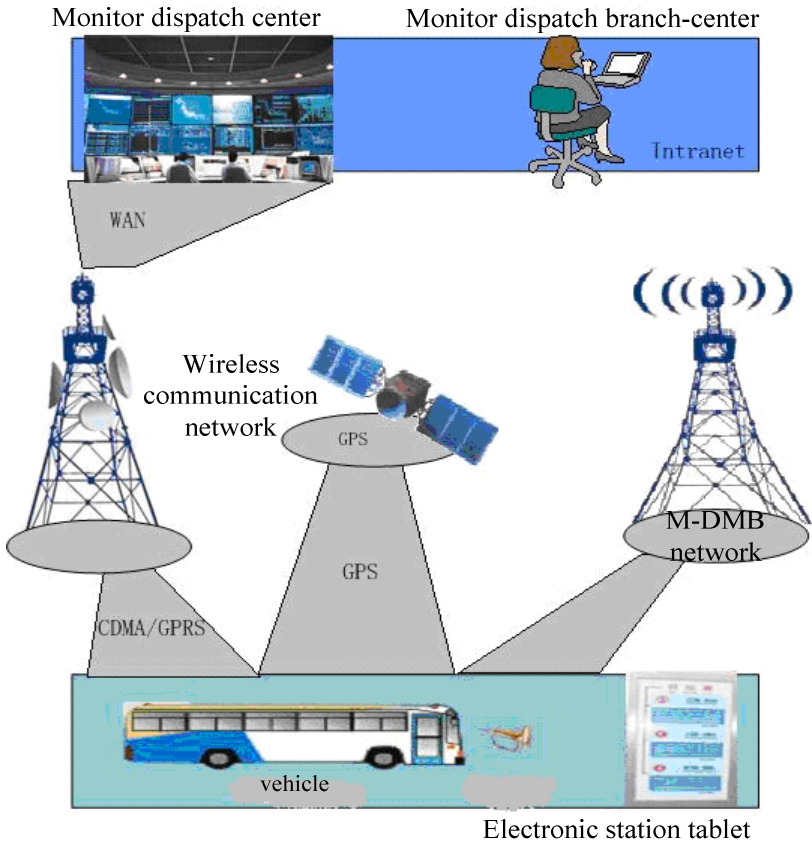 Monitor dispatch center
Monitor dispatch branch-center
Intranet
WAN
Wireless
communication
network
GPS
GPS
M-DMB
network
CDMA/GPRS
vehicle
Electronic station tablet